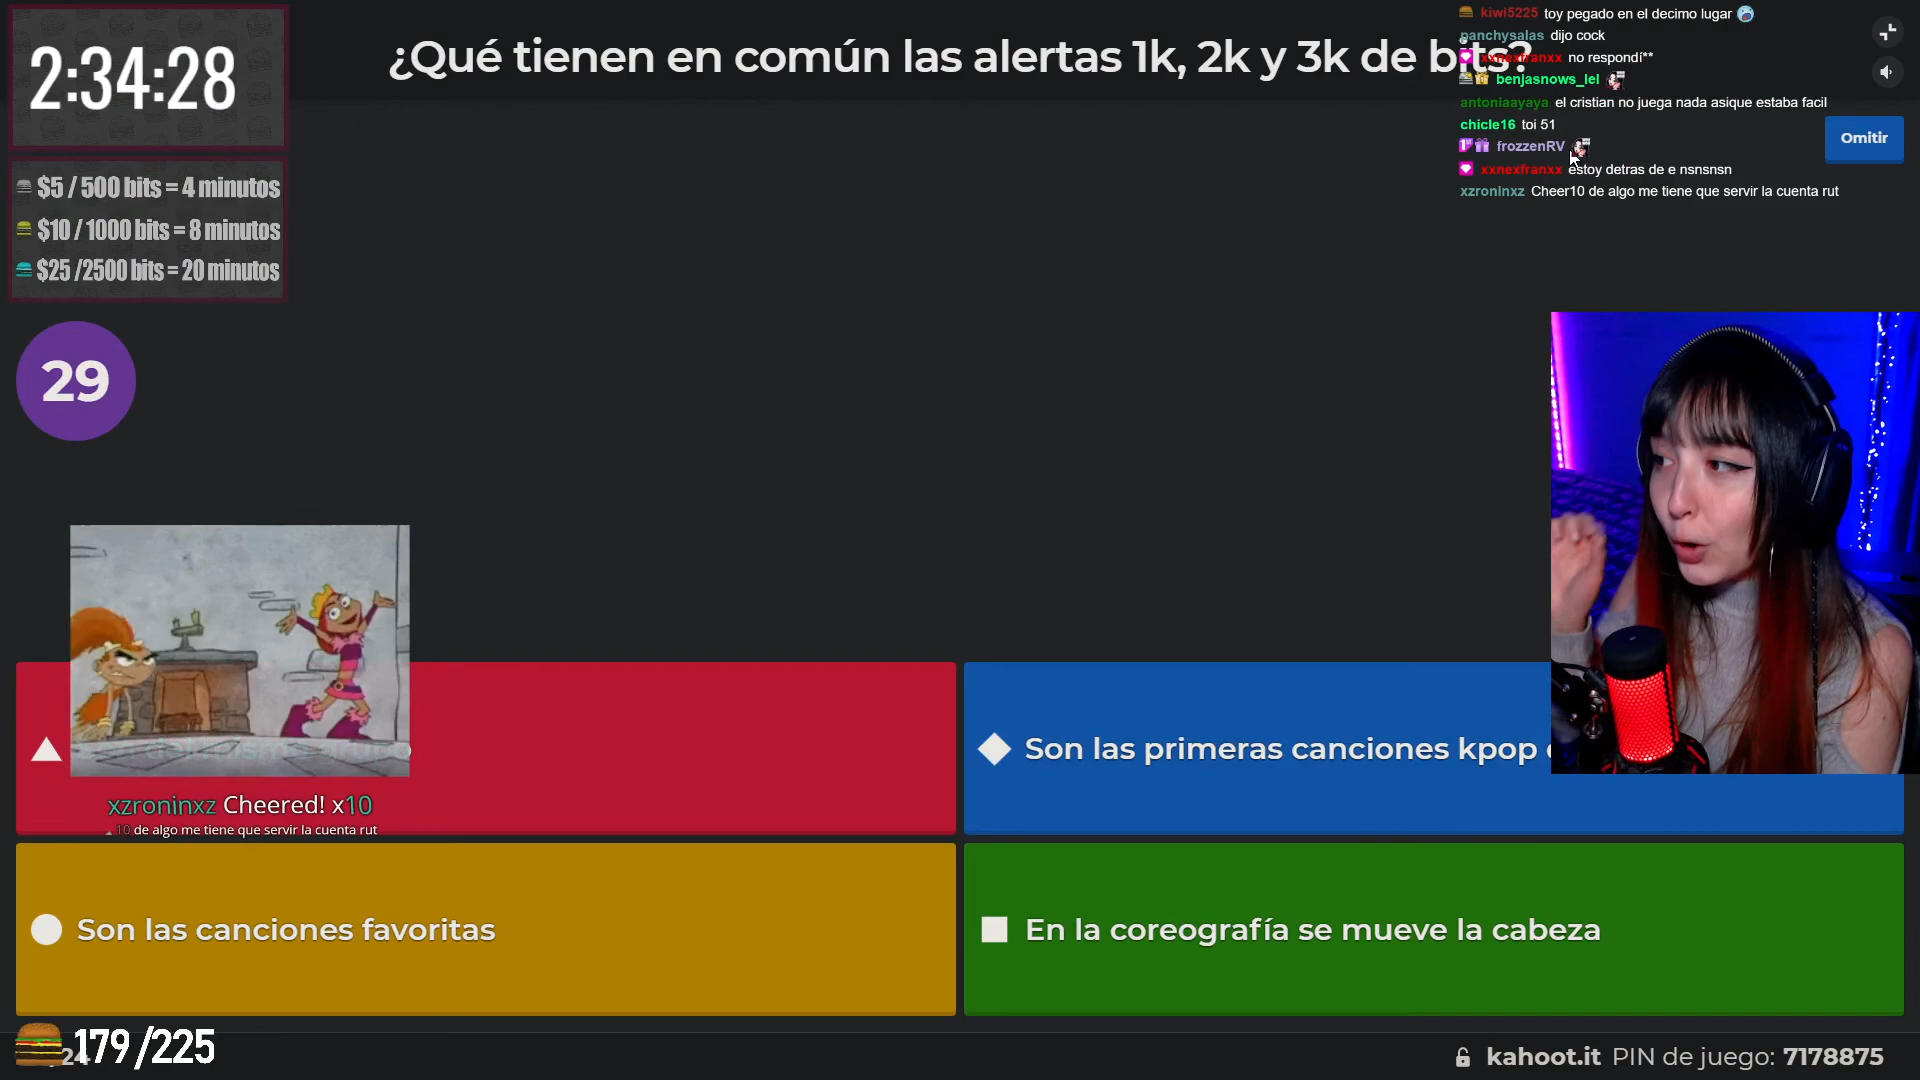 2:34:28
$5 / 500 bits = 4 minutos
$10 / 1000 bits = 8 minutos
$25 /2500 bits = 20 minutos
¿Qué tienen en común las alertas 1k, 2k y 3k de bits?
kiwi5225 toy pegado en el decimo lugar
panchysalas dijo cock
xxnexfranxx no respondí**
benjasnows_lel
antoniaayaya el cristian no juega nada asique estaba facil
chicle16 toi 51
frozzenRV
xxnexfranxx estoy detras de e nsnsnsn
xzroninxz Cheer10 de algo me tiene que servir la cuenta rut
Omitir
29
xzroninxz Cheered! x10
10 de algo me tiene que servir la cuenta rut
Son las primeras canciones kpop
Son las canciones favoritas
En la coreografía se mueve la cabeza
179/225
24
kahoot.it PIN de juego: 7178875